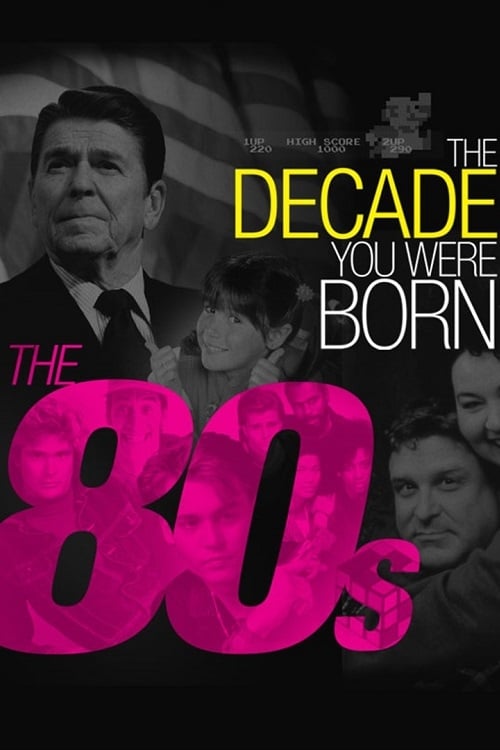 1UP HIGH SCORE 2UP
220 1000 290
THE
DECADE
YOU WERE
BORN
THE
80s